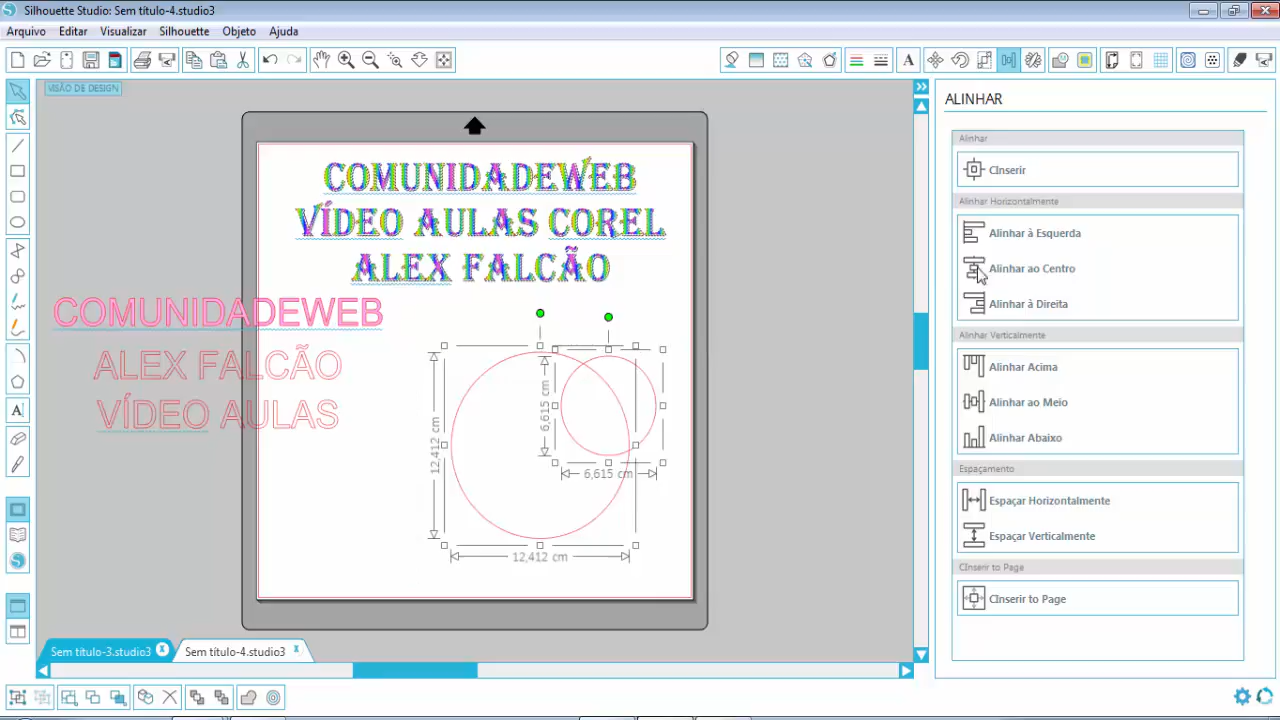 Silhouette Studio: Sem título-4.studio3
Arquivo Editar Visualizar Silhouette Objeto Ajuda
VISÃO DE DESIGN
COMUNIDADEWEB
VÍDEO AULAS COREL
ALEX FALCÃO
COMUNIDADEWEB
ALEX FALCÃO
VÍDEO AULAS
12,412 cm
6,615 cm
6,615 cm
12,412 cm
Sem título-3.studio3 x
Sem título-4.studio3 x
ALINHAR
Alinhar
CInserir
Alinhar Horizontalmente
Alinhar à Esquerda
Alinhar ao Centro
Alinhar à Direita
Alinhar Verticalmente
Alinhar Acima
Alinhar ao Meio
Alinhar Abaixo
Espaçamento
Espaçar Horizontalmente
Espaçar Verticalmente
CInserir to Page
CInserir to Page